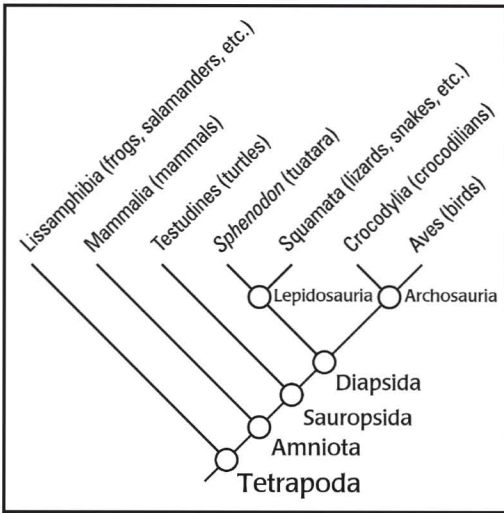 Lissamphibia (frogs, salamanders, etc.)
Mammalia (mammals)
Testudines (turtles)
Sphenodon (tuatara)
Squamata (lizards, snakes, etc.)
Crocodylia (crocodilians)
Aves (birds)
Lepidosauria
Archosauria
Diapsida
Sauropsida
Amniota
Tetrapoda